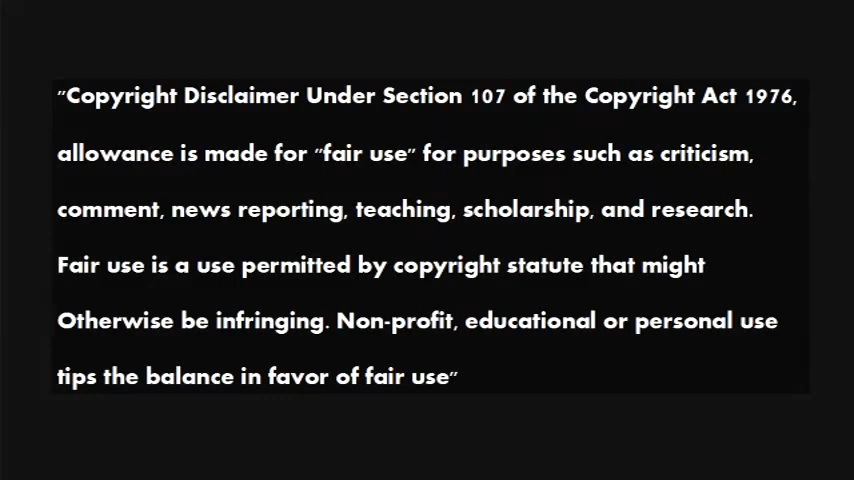 "Copyright Disclaimer Under Section 107 of the Copyright Act 1976,
allowance is made for "fair use" for purposes such as criticism,
comment, news reporting, teaching, scholarship, and research.
Fair use is a use permitted by copyright statute that might
Otherwise be infringing. Non-profit, educational or personal use
tips the balance in favor of fair use"